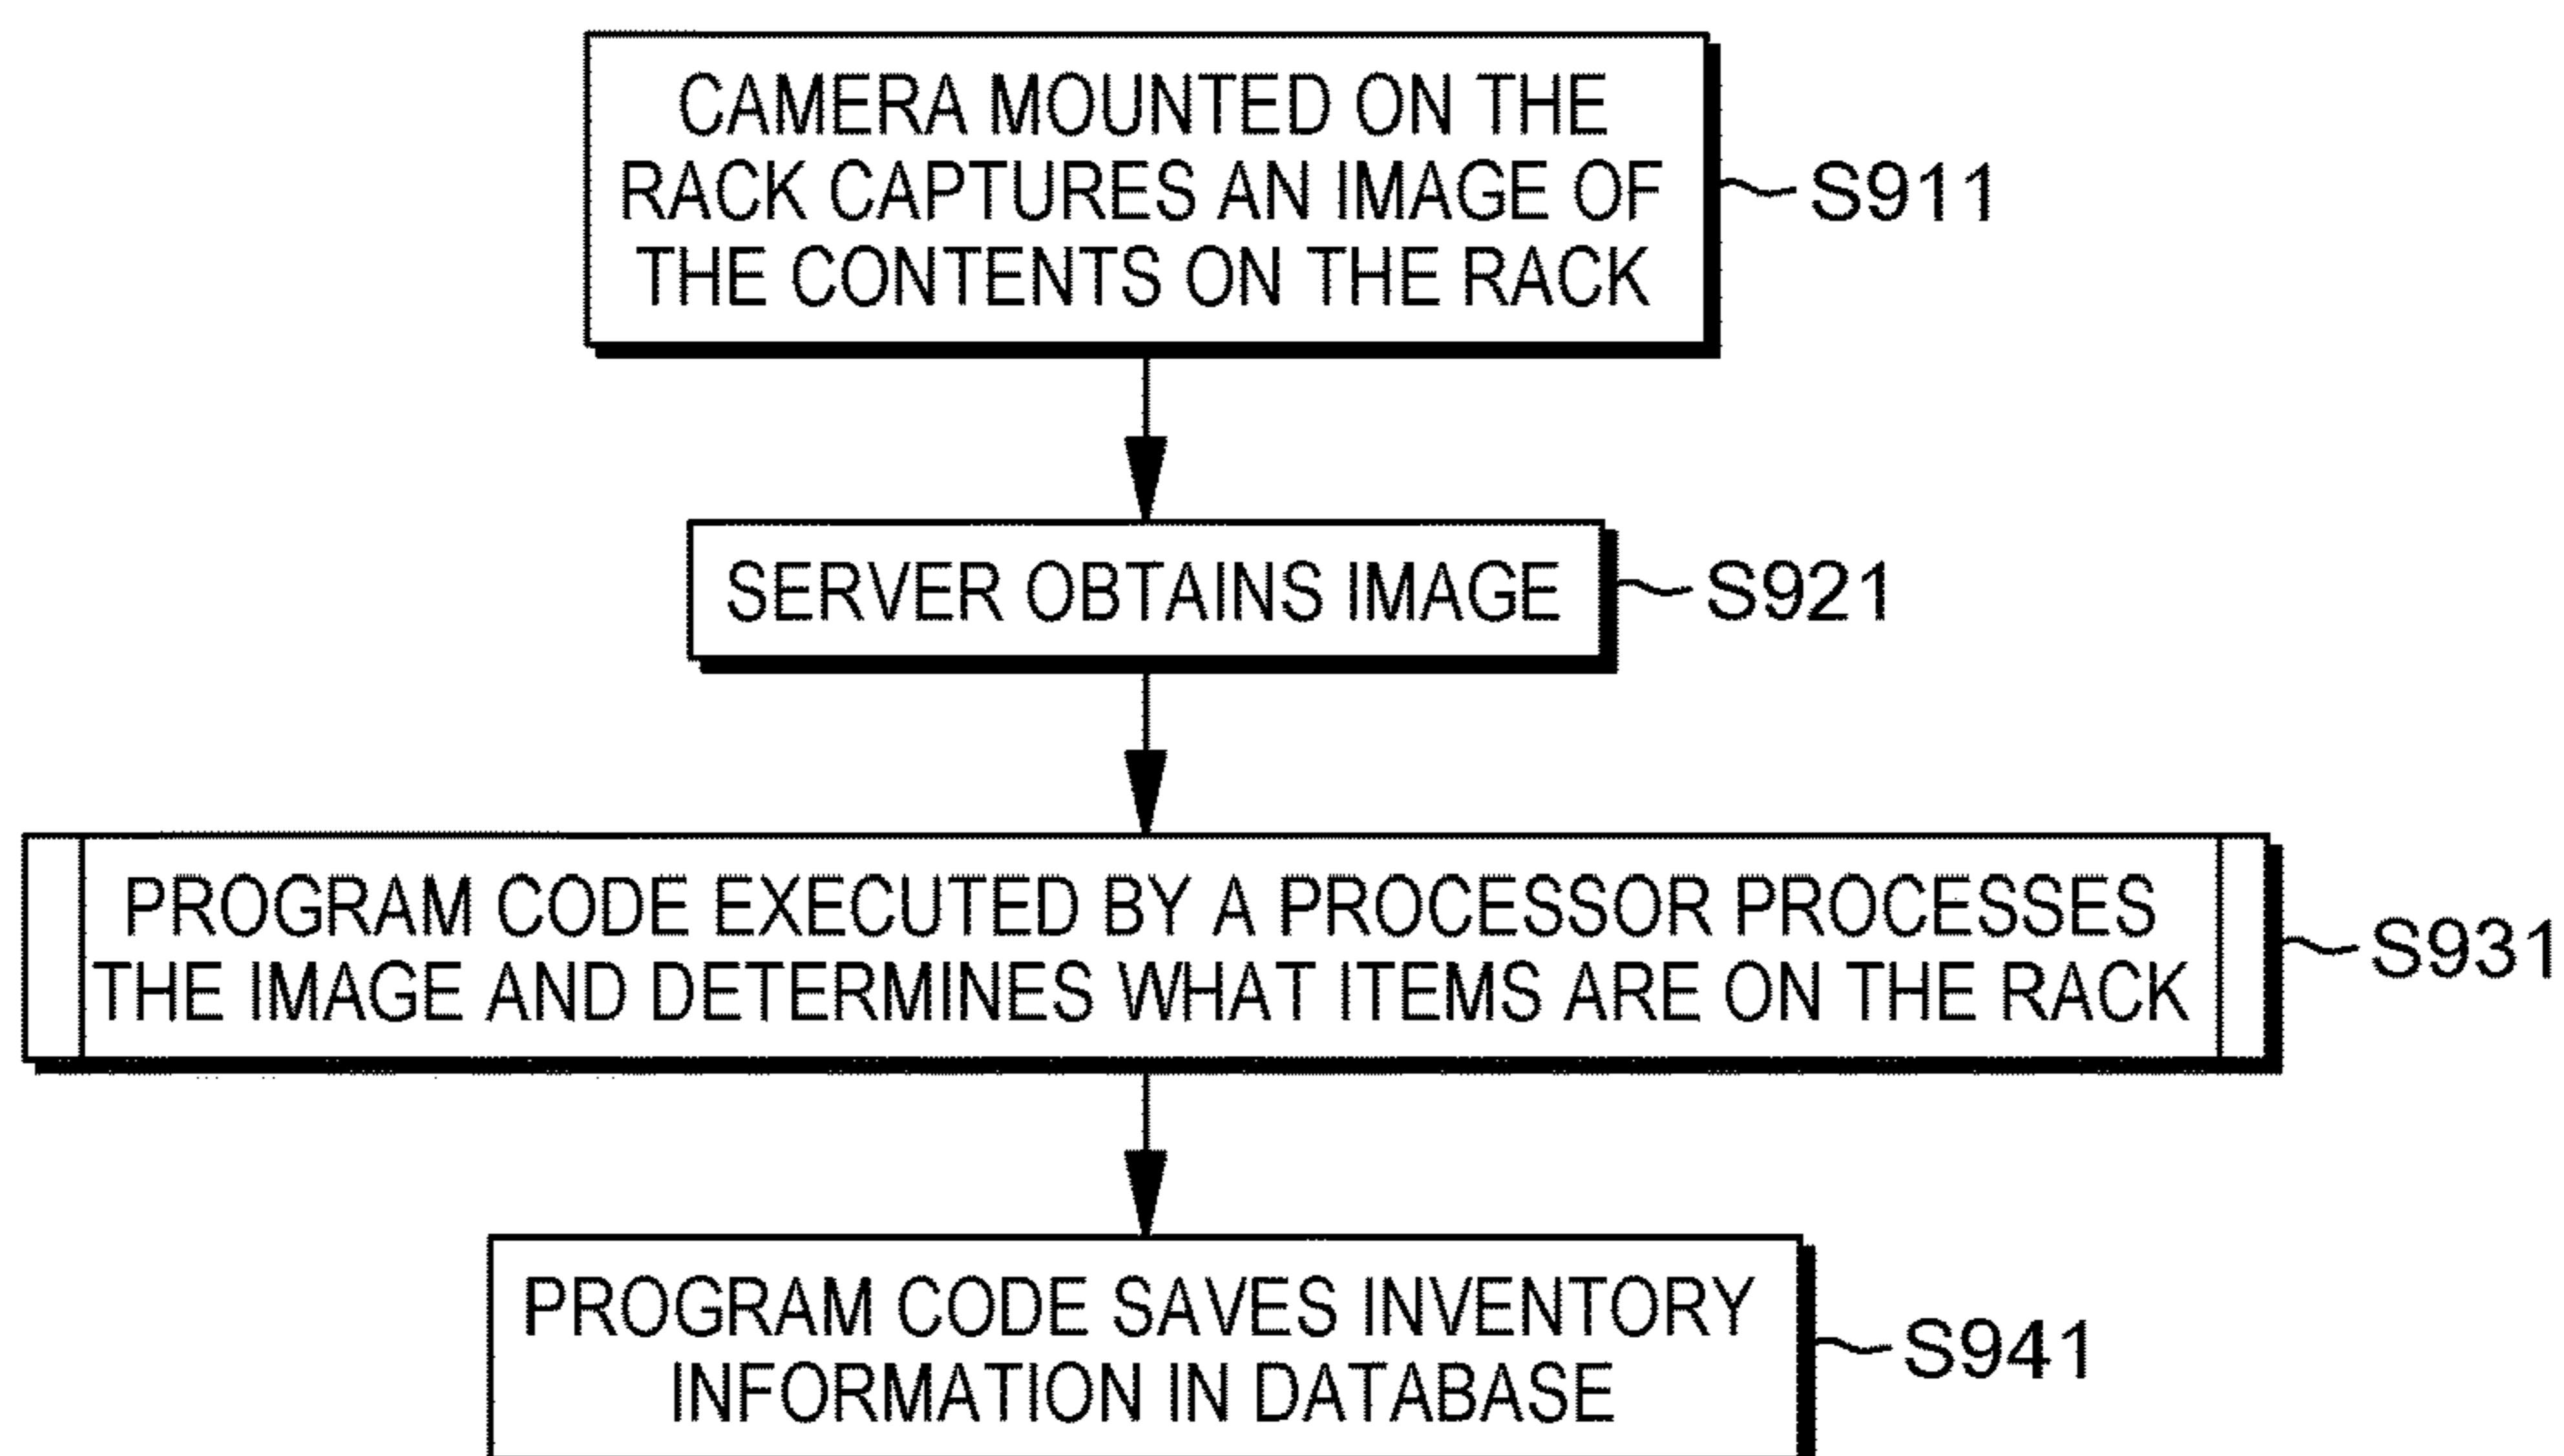 CAMERA MOUNTED ON THE
RACK CAPTURES AN IMAGE OF
THE CONTENTS ON THE RACK
S911
SERVER OBTAINS IMAGE
S921
PROGRAM CODE EXECUTED BY A PROCESSOR PROCESSES
THE IMAGE AND DETERMINES WHAT ITEMS ARE ON THE RACK
S931
PROGRAM CODE SAVES INVENTORY
INFORMATION IN DATABASE
S941